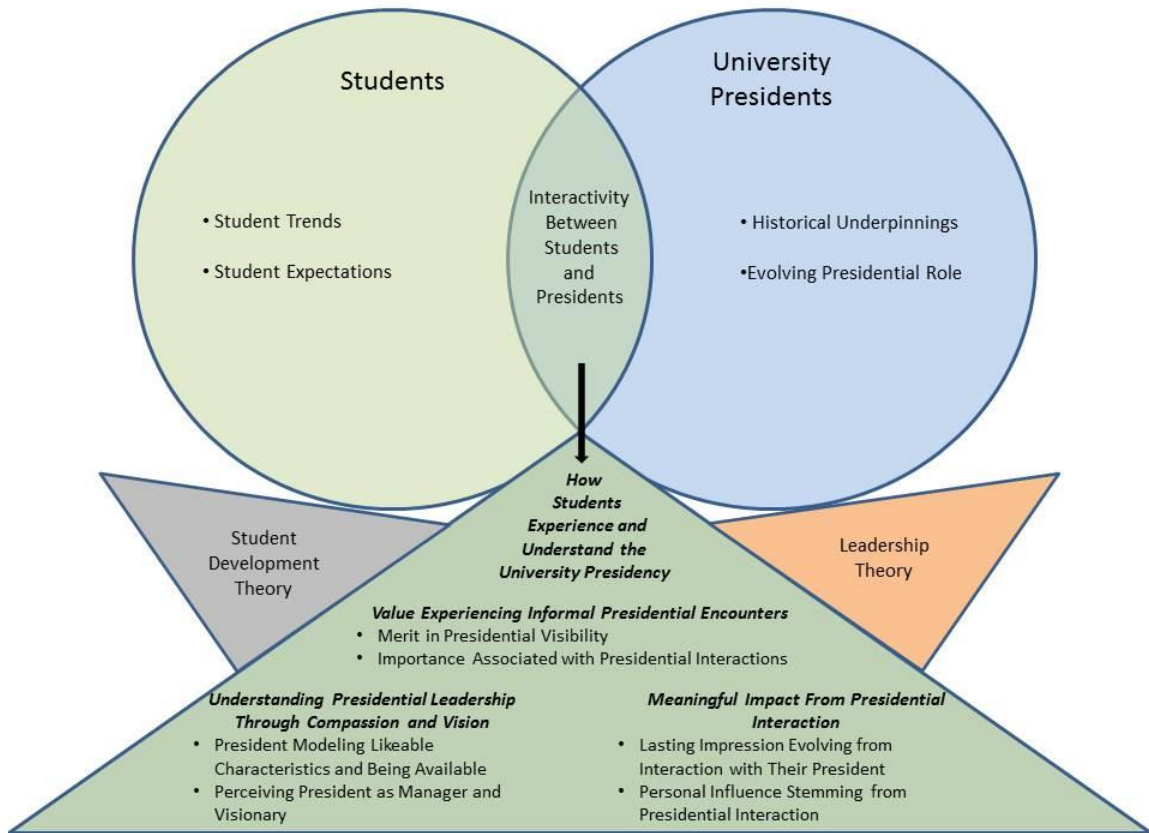 Students
University
Presidents
• Student Trends
• Student Expectations
Interactivity
Between
Students
and
Presidents
• Historical Underpinnings
•Evolving Presidential Role
Student
Development
Theory
Leadership
Theory
How
Students
Experience and
Understand the
University Presidency
Value Experiencing Informal Presidential Encounters
• Merit in Presidential Visibility
• Importance Associated with Presidential Interactions
Understanding Presidential Leadership
Through Compassion and Vision
• President Modeling Likeable
Characteristics and Being Available
• Perceiving President as Manager and
Visionary
Meaningful Impact From Presidential
Interaction
• Lasting Impression Evolving from
Interaction with Their President
• Personal Influence Stemming from
Presidential Interaction